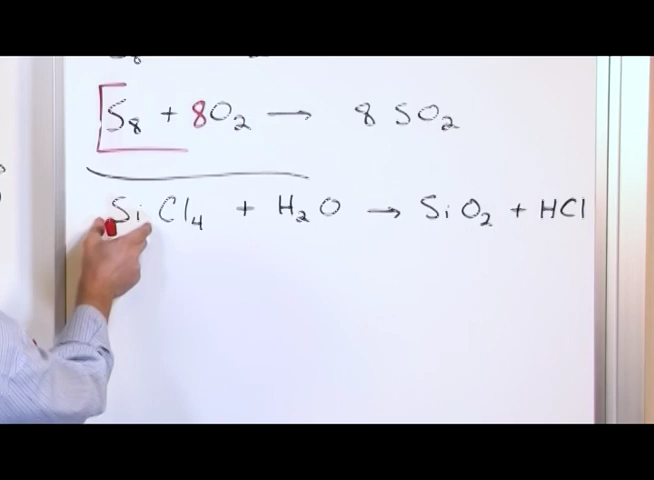 S₈ + 8O₂ → 8 SO₂
SiCl₄ + H₂O → SiO₂ + HCl